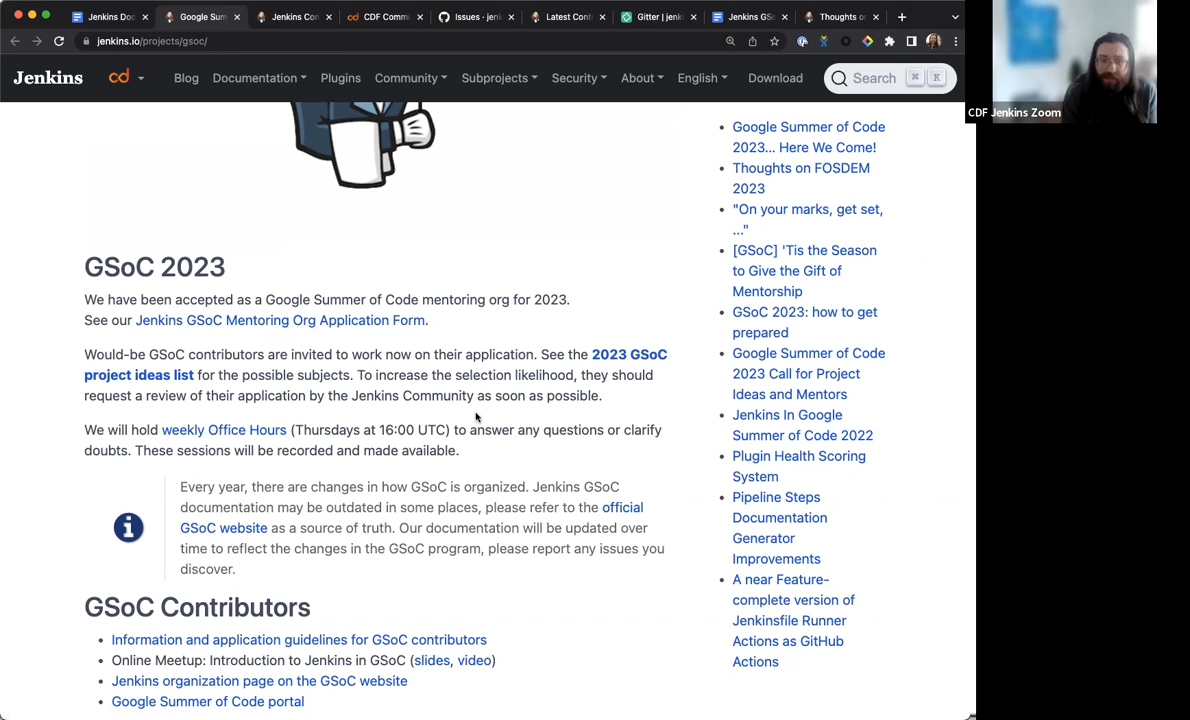 Jenkins Doc
Google Sum
Jenkins Con
CDF Commu
Issues · jenk
Latest Cont
Gitter | jenki
Jenkins GSo
Thoughts on
jenkins.io/projects/gsoc/
Jenkins
cd
Blog
Documentation
Plugins
Community
Subprojects
Security
About
English
Download
Search
⌘
K
CDF Jenkins Zoom
GSoC 2023
We have been accepted as a Google Summer of Code mentoring org for 2023.
See our Jenkins GSoC Mentoring Org Application Form.
Would-be GSoC contributors are invited to work now on their application. See the 2023 GSoC
project ideas list for the possible subjects. To increase the selection likelihood, they should
request a review of their application by the Jenkins Community as soon as possible.
We will hold weekly Office Hours (Thursdays at 16:00 UTC) to answer any questions or clarify
doubts. These sessions will be recorded and made available.
Every year, there are changes in how GSoC is organized. Jenkins GSoC
documentation may be outdated in some places, please refer to the official
GSoC website as a source of truth. Our documentation will be updated over
time to reflect the changes in the GSoC program, please report any issues you
discover.
GSoC Contributors
• Information and application guidelines for GSoC contributors
• Online Meetup: Introduction to Jenkins in GSoC (slides, video)
• Jenkins organization page on the GSoC website
• Google Summer of Code portal
• Google Summer of Code
2023... Here We Come!
• Thoughts on FOSDEM
2023
• "On your marks, get set,
..."
• [GSoC] 'Tis the Season
to Give the Gift of
Mentorship
• GSoC 2023: how to get
prepared
• Google Summer of Code
2023 Call for Project
Ideas and Mentors
• Jenkins In Google
Summer of Code 2022
• Plugin Health Scoring
System
• Pipeline Steps
Documentation
Generator
Improvements
• A near Feature-
complete version of
Jenkinsfile Runner
Actions as GitHub
Actions